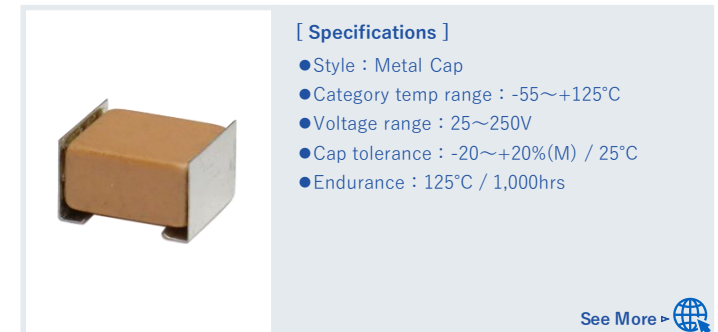 [ Specifications ]
●Style：Metal Cap
●Category temp range：-55～+125℃
●Voltage range：25～250V
●Cap tolerance：-20～+20%(M) / 25℃
●Endurance：125℃ / 1,000hrs
See More ▻